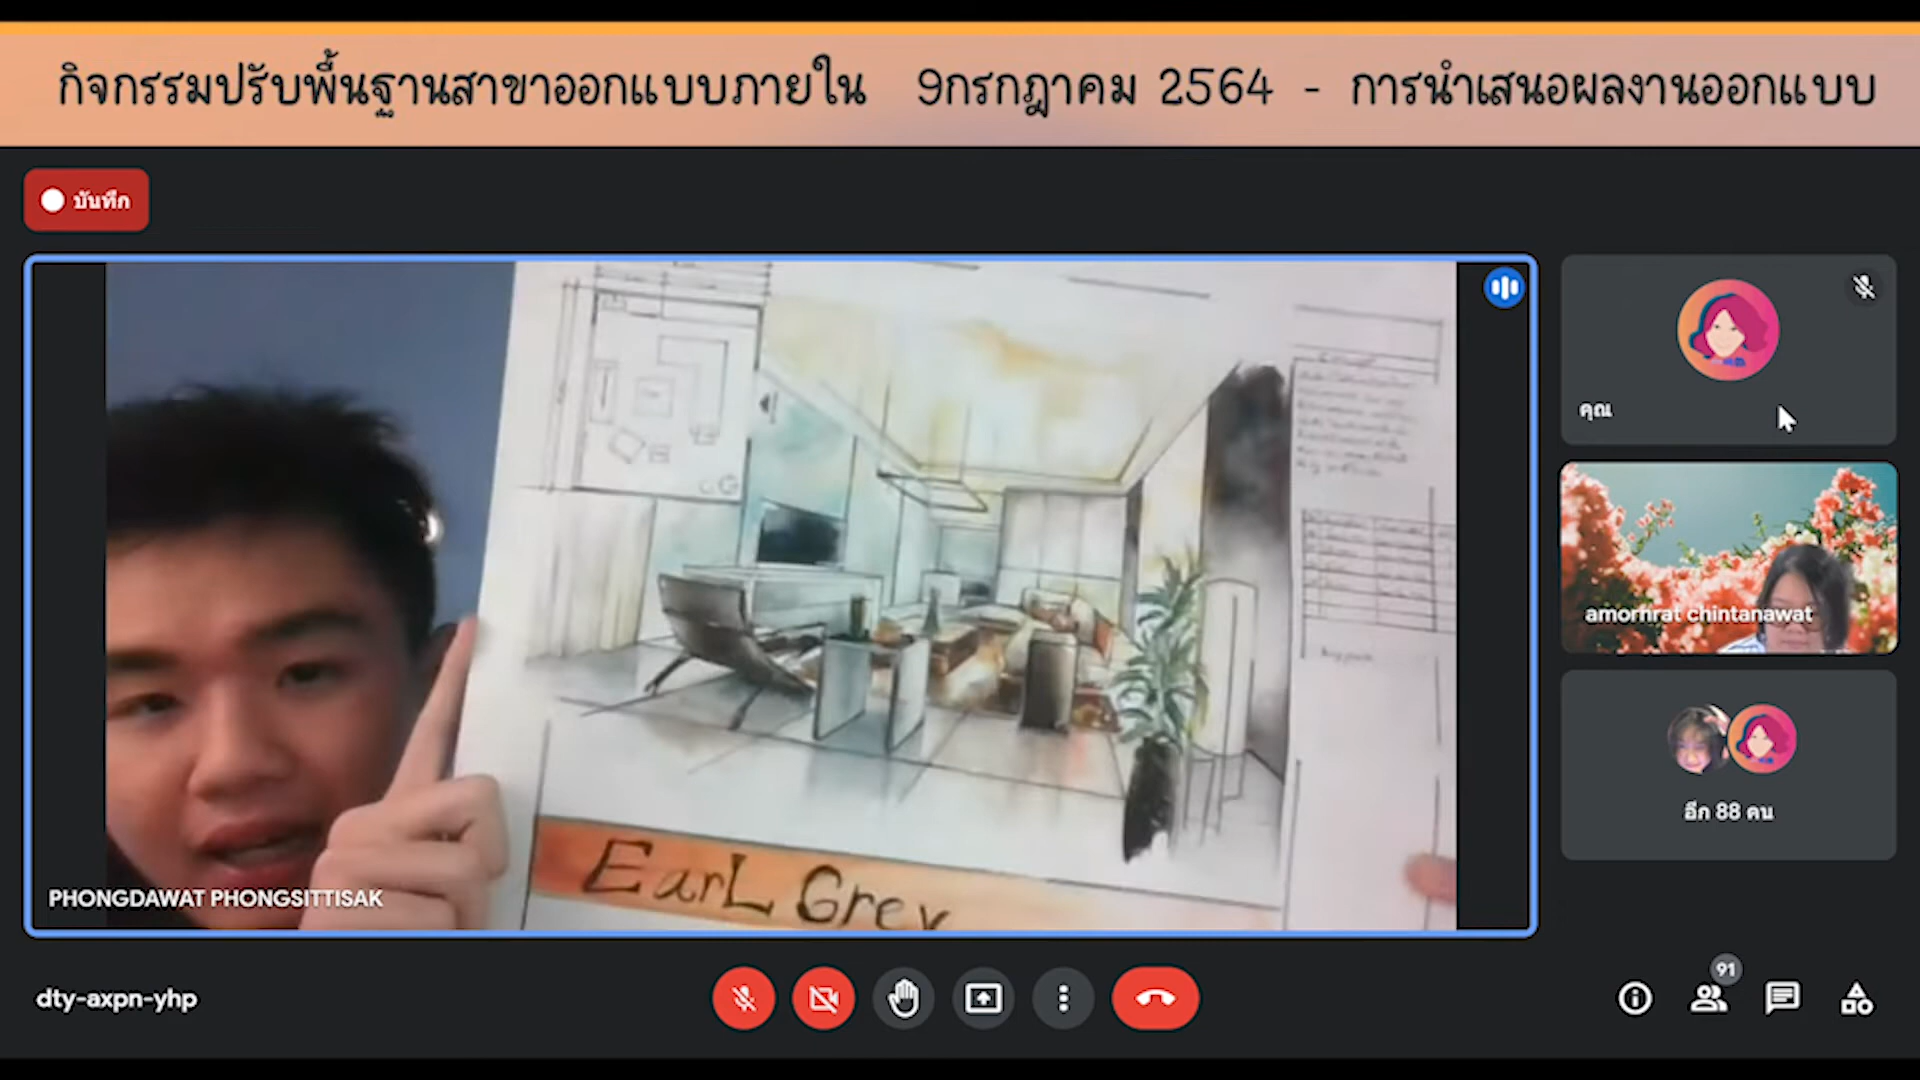 กิจกรรมปรับพื้นฐานสาขาออกแบบภายใน 9กรกฎาคม 2564 - การนำเสนอผลงานออกแบบ
บันทึก
คุณ
amornrat chintanawat
อีก 88 คน
EarL Grey
PHONGDAWAT PHONGSITTISAK
dty-axpn-yhp
91